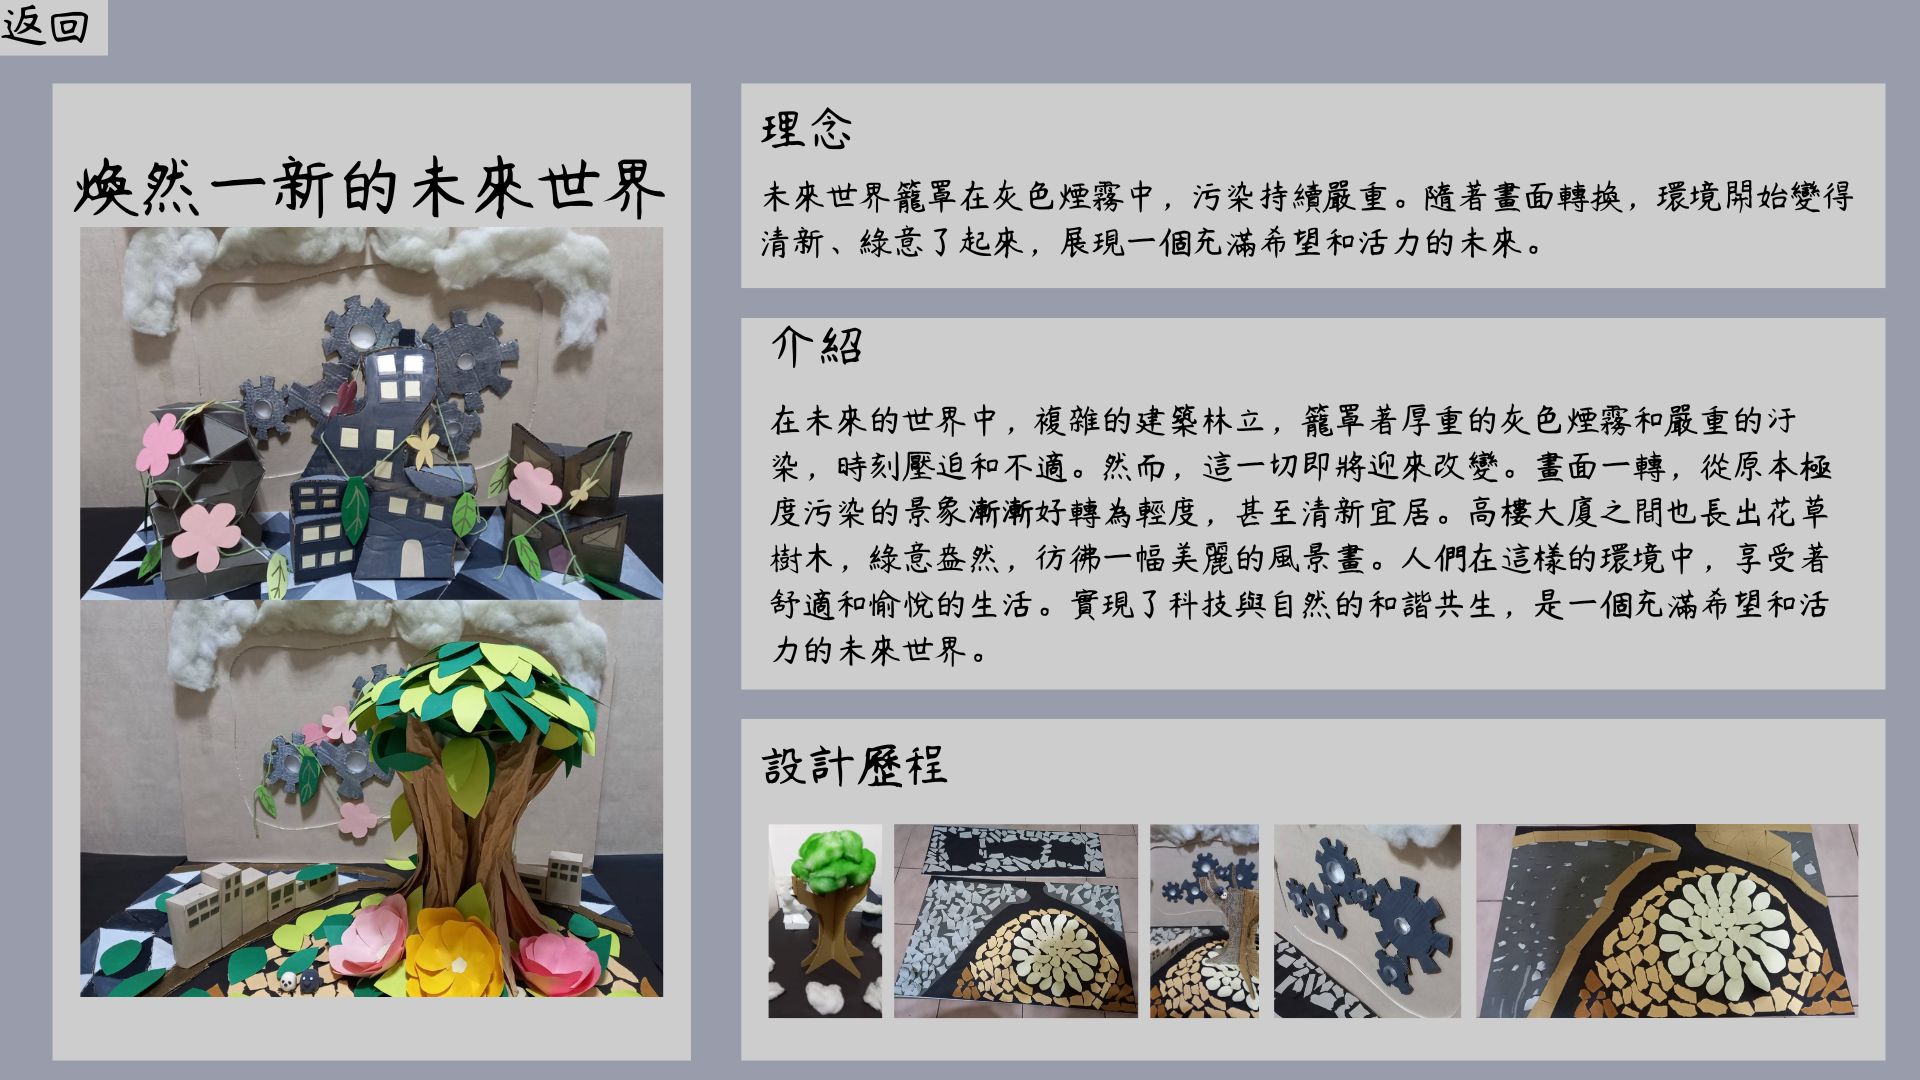 返回
煥然一新的未來世界
理念
未來世界籠罩在灰色煙霧中，污染持續嚴重。隨著畫面轉換，環境開始變得
清新、綠意了起來，展現一個充滿希望和活力的未來。
介紹
在未來的世界中，複雜的建築林立，籠罩著厚重的灰色煙霧和嚴重的汙
染，時刻壓迫和不適。然而，這一切即將迎來改變。畫面一轉，從原本極
度污染的景象漸漸好轉為輕度，甚至清新宜居。高樓大廈之間也長出花草
樹木，綠意盎然，彷彿一幅美麗的風景畫。人們在這樣的環境中，享受著
舒適和愉悅的生活。實現了科技與自然的和諧共生，是一個充滿希望和活
力的未來世界。
設計歷程